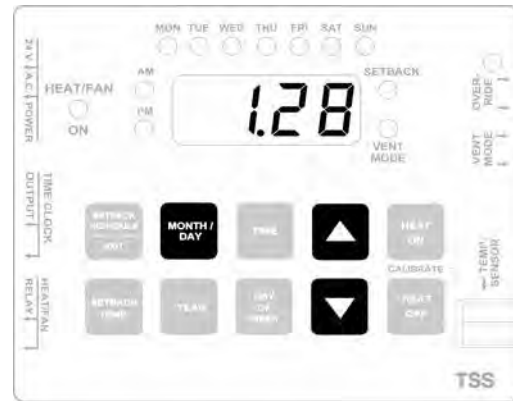 MON TUE WED THU FRI SAT SUN
24 V. A.C. POWER
HEAT/FAN
ON
AM
PM
1.28
SETBACK
VENT
MODE
OVER-
RIDE
VENT
MODE
TIME CLOCK
OUTPUT
SETBACK
SCHEDULE
EXIT
MONTH /
DAY
TIME
HEAT
ON
CALIBRATE
TEMP.
SENSOR
HEAT/FAN
RELAY
SETBACK
TEMP
YEAR
DAY
OF
WEEK
HEAT
OFF
TSS